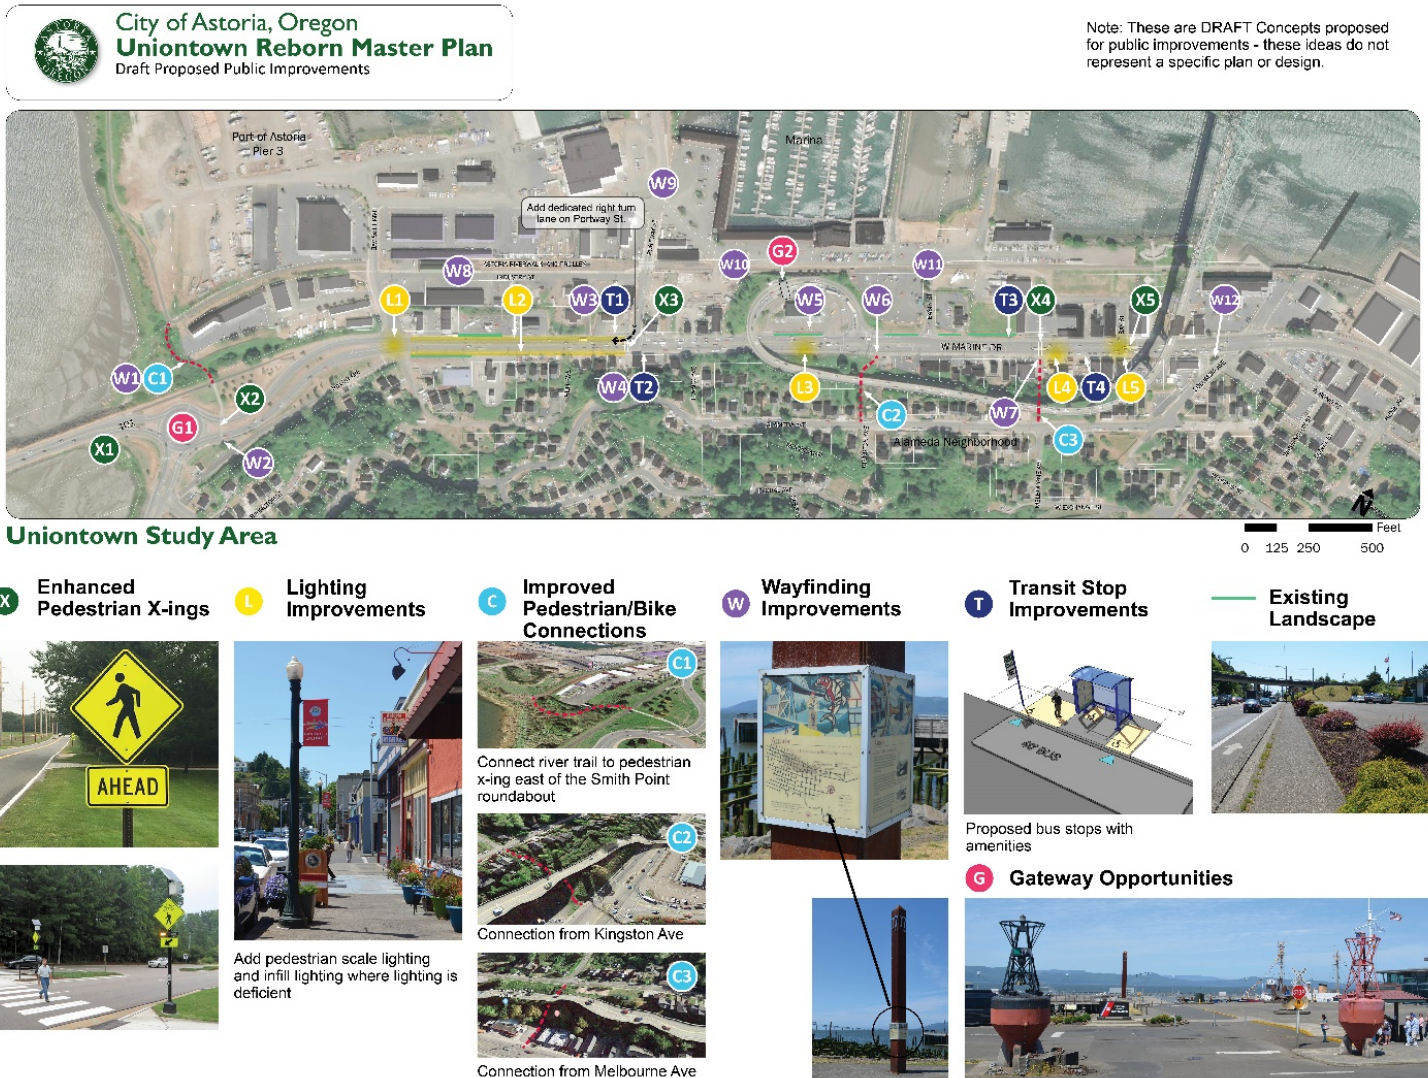 City of Astoria, Oregon
Uniontown Reborn Master Plan
Draft Proposed Public Improvements
Note: These are DRAFT Concepts proposed
for public improvements - these ideas do not
represent a specific plan or design.
Port of Astoria
Pier 3
Marina
W9
Add dedicated right turn
lane on Portway St.
G2
W8
W10
W11
L1
L2
W3
T1
X3
W5
W6
T3
X4
X5
W12
W MARINE DR
W1
C1
X2
W4
T2
L3
C2
W7
L4
T4
L5
G1
X1
W2
Alameda Neighborhood
C3
N
Uniontown Study Area
Feet
0 125 250 500
X
Enhanced
Pedestrian X-ings
L
Lighting
Improvements
C
Improved
Pedestrian/Bike
Connections
W
Wayfinding
Improvements
T
Transit Stop
Improvements
Existing
Landscape
AHEAD
C1
Connect river trail to pedestrian
x-ing east of the Smith Point
roundabout
C2
Connection from Kingston Ave
C3
Connection from Melbourne Ave
Add pedestrian scale lighting
and infill lighting where lighting is
deficient
Proposed bus stops with
amenities
G
Gateway Opportunities
STOP